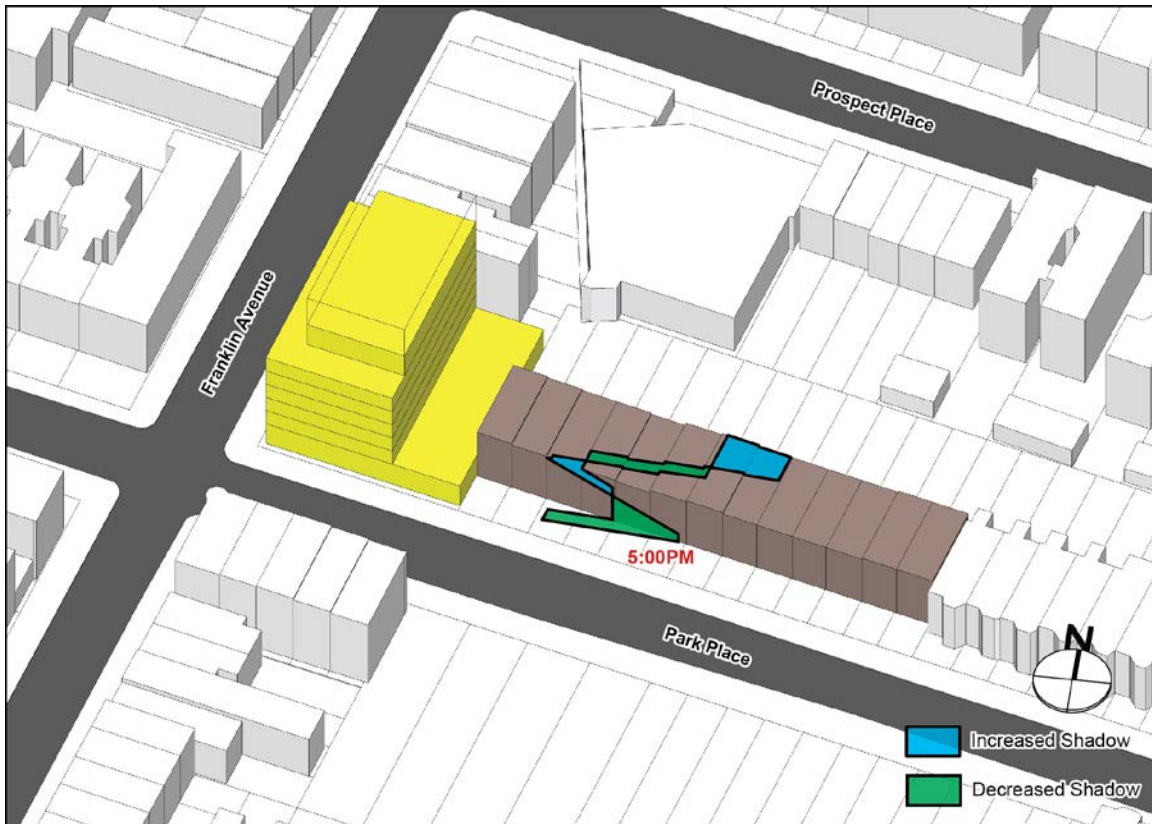 Prospect Place
Franklin Avenue
5:00PM
Park Place
N
Increased Shadow
Decreased Shadow